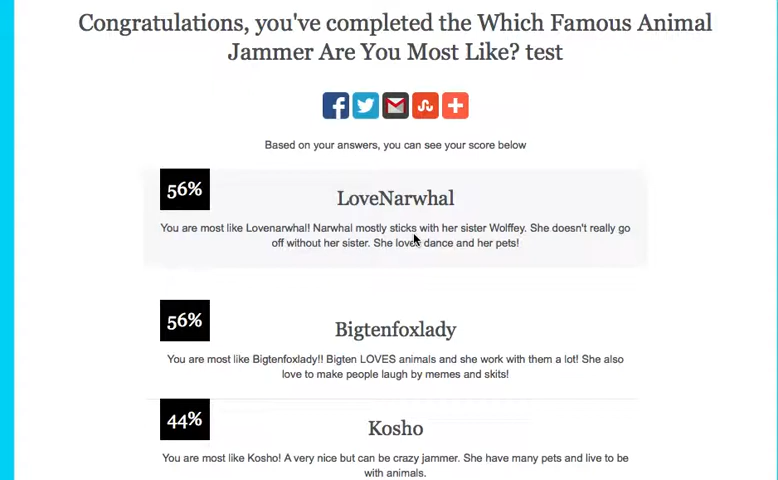 Congratulations, you've completed the Which Famous Animal
Jammer Are You Most Like? test
Based on your answers, you can see your score below
56%
LoveNarwhal
You are most like Lovenarwhal! Narwhal mostly sticks with her sister Wolffey. She doesn't really go
off without her sister. She loves dance and her pets!
56%
Bigtenfoxlady
You are most like Bigtenfoxlady!! Bigten LOVES animals and she work with them a lot! She also
love to make people laugh by memes and skits!
44%
Kosho
You are most like Kosho! A very nice but can be crazy jammer. She have many pets and live to be
with animals.